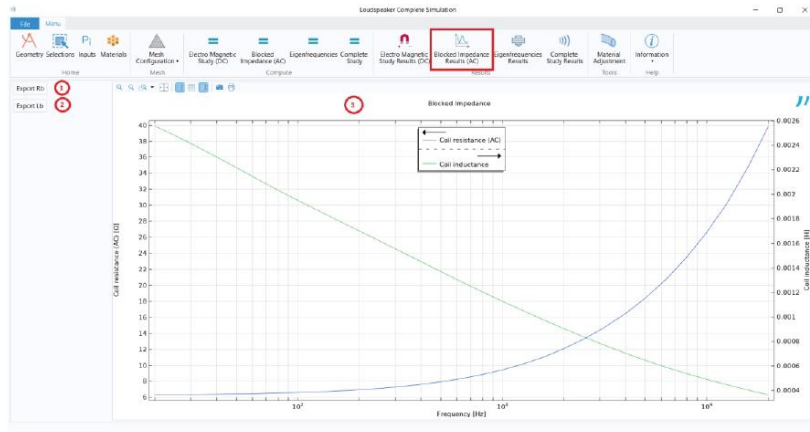 Loudspeaker Complete Simulation
File Menu
Geometry Selections Inputs Materials Mesh Configuration Electro Magnetic Study (DC) Blocked Impedance (AC) Eigenfrequencies Complete Study Electro Magnetic Study Results (DC) Blocked Impedance Results (AC) Eigenfrequencies Results Complete Study Results Material Adjustment Information
Home Mesh Compute Results Tools Help
Export Rb 1
Export Lb 2
3
Blocked Impedance
Coil resistance (AC)
Coil inductance
40
38
36
34
32
30
28
26
24
22
20
18
16
14
12
10
8
6
Coil resistance (AC) [Ω]
0.0026
0.0024
0.0022
0.002
0.0018
0.0016
0.0014
0.0012
0.001
0.0008
0.0006
0.0004
Coil inductance [H]
Frequency [Hz]